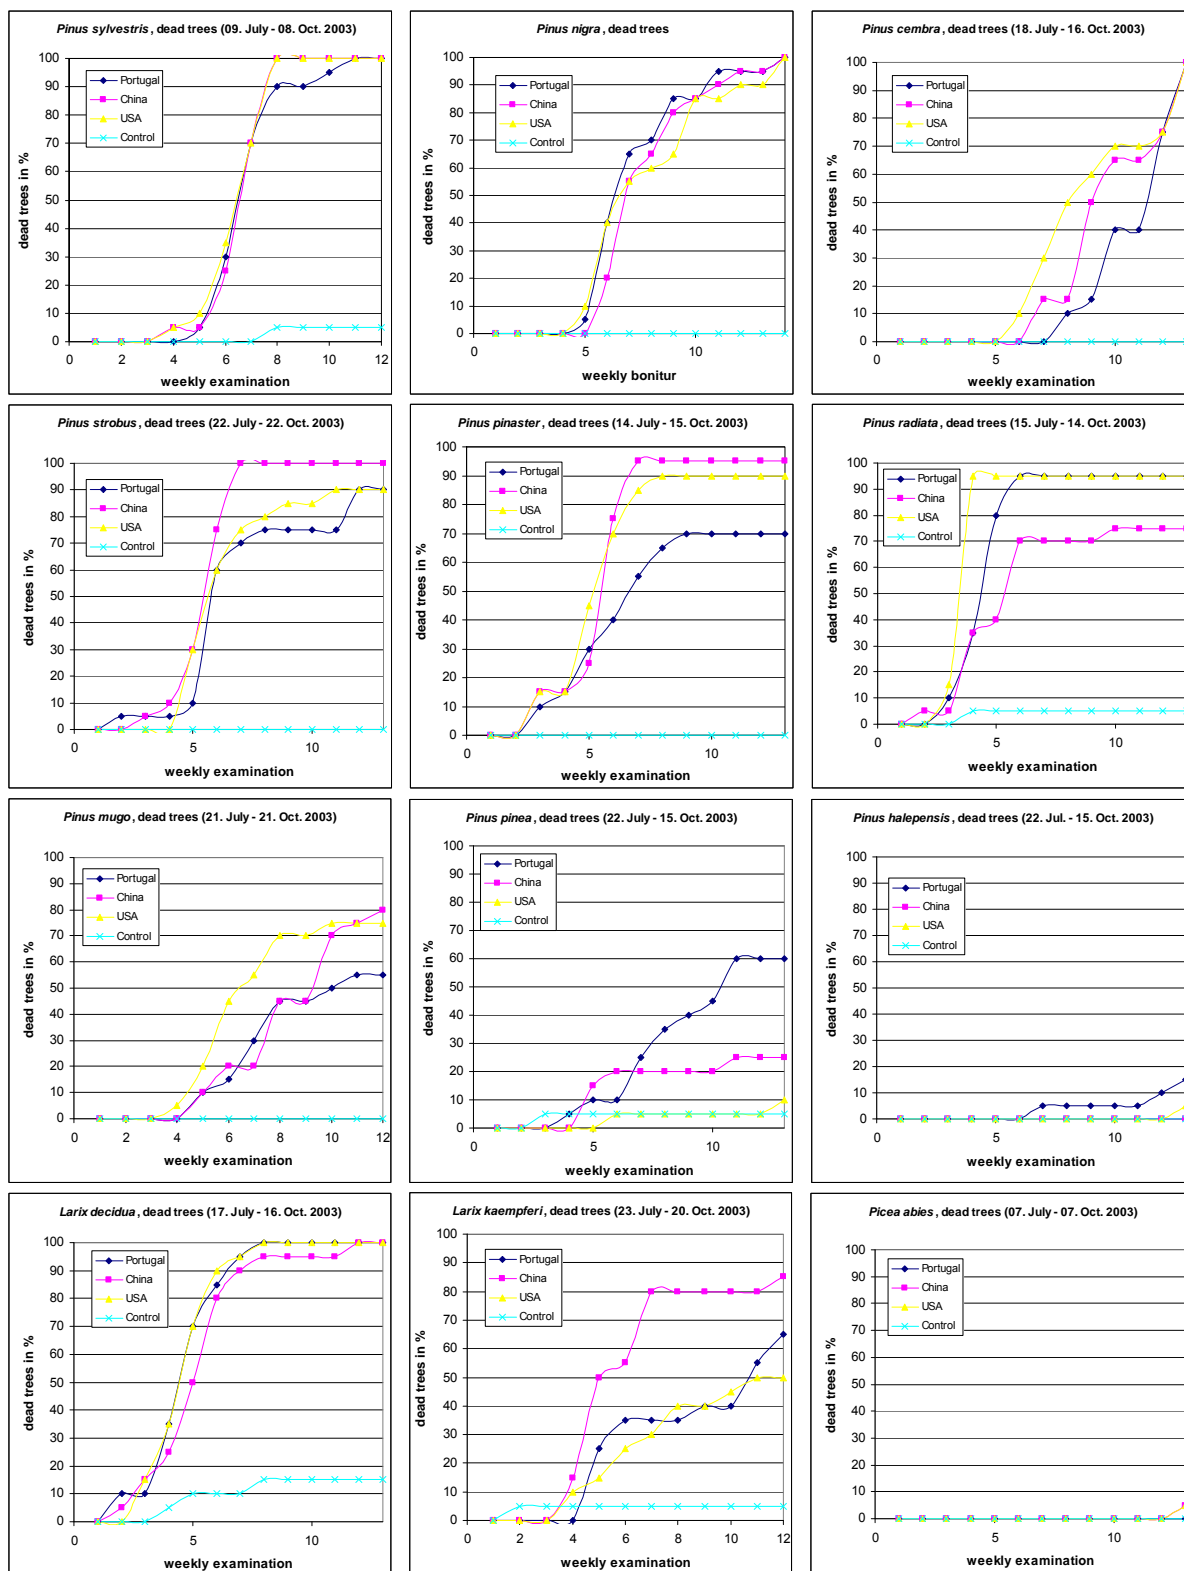 Pinus sylvestris, dead trees (09. July - 08. Oct. 2003)
100
90
80
70
60
50
40
30
20
10
0
dead trees in %
Portugal
China
USA
Control
0 2 4 6 8 10 12
weekly examination
Pinus nigra, dead trees
100
90
80
70
60
50
40
30
20
10
0
dead trees in %
Portugal
China
USA
Control
0 5 10
weekly bonitur
Pinus cembra, dead trees (18. July - 16. Oct. 2003)
100
90
80
70
60
50
40
30
20
10
0
dead trees in %
Portugal
China
USA
Control
0 5 10
weekly examination
Pinus strobus, dead trees (22. July - 22. Oct. 2003)
100
90
80
70
60
50
40
30
20
10
0
dead trees in %
Portugal
China
USA
Control
0 5 10
weekly examination
Pinus pinaster, dead trees (14. July - 15. Oct. 2003)
100
90
80
70
60
50
40
30
20
10
0
dead trees in %
Portugal
China
USA
Control
0 5 10
weekly examination
Pinus radiata, dead trees (15. July - 14. Oct. 2003)
100
90
80
70
60
50
40
30
20
10
0
dead trees in %
Portugal
China
USA
Control
0 5 10
weekly examination
Pinus mugo, dead trees (21. July - 21. Oct. 2003)
100
90
80
70
60
50
40
30
20
10
0
dead trees in %
Portugal
China
USA
Control
0 2 4 6 8 10 12
weekly examination
Pinus pinea, dead trees (22. July - 15. Oct. 2003)
100
90
80
70
60
50
40
30
20
10
0
dead trees in %
Portugal
China
USA
Control
0 5 10
weekly examination
Pinus halepensis, dead trees (22. Jul. - 15. Oct. 2003)
100
90
80
70
60
50
40
30
20
10
0
dead trees in %
Portugal
China
USA
Control
0 5 10
weekly examination
Larix decidua, dead trees (17. July - 16. Oct. 2003)
100
90
80
70
60
50
40
30
20
10
0
dead trees in %
Portugal
China
USA
Control
0 5 10
weekly examination
Larix kaempferi, dead trees (23. July - 20. Oct. 2003)
100
90
80
70
60
50
40
30
20
10
0
dead trees in %
Portugal
China
USA
Control
0 2 4 6 8 10 12
weekly examination
Picea abies, dead trees (07. July - 07. Oct. 2003)
100
90
80
70
60
50
40
30
20
10
0
dead trees in %
Portugal
China
USA
Control
0 5 10
weekly examination